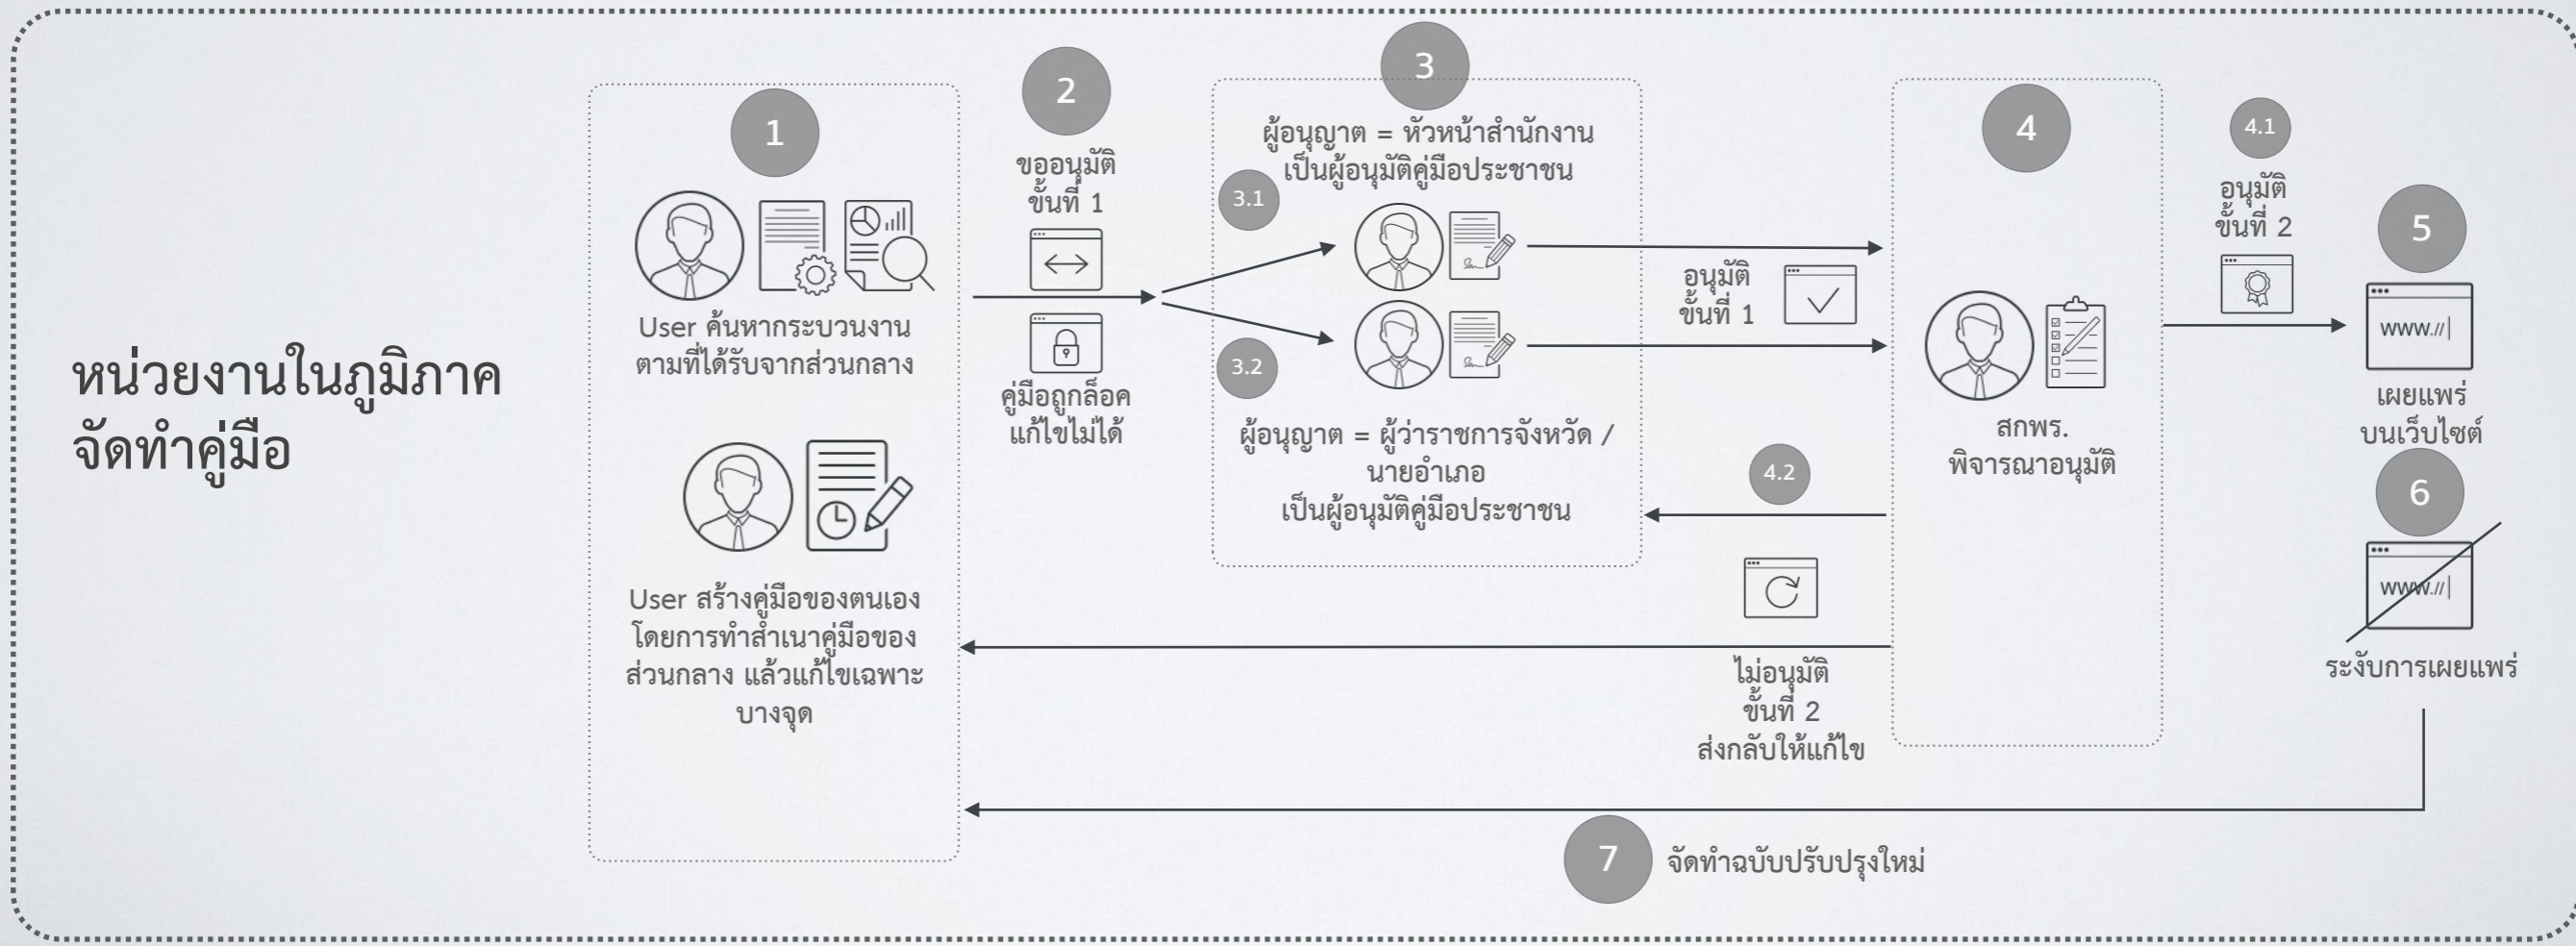 หน่วยงานในภูมิภาค
จัดทำคู่มือ
1
User ค้นหากระบวนงาน
ตามที่ได้รับจากส่วนกลาง
User สร้างคู่มือของตนเอง
โดยการทำสำเนาคู่มือของ
ส่วนกลาง แล้วแก้ไขเฉพาะ
บางจุด
2
ขออนุมัติ
ขั้นที่ 1
คู่มือถูกล็อค
แก้ไขไม่ได้
3
ผู้อนุญาต = หัวหน้าสำนักงาน
เป็นผู้อนุมัติคู่มือประชาชน
3.1
3.2
ผู้อนุญาต = ผู้ว่าราชการจังหวัด /
นายอำเภอ
เป็นผู้อนุมัติคู่มือประชาชน
อนุมัติ
ขั้นที่ 1
4
สกพร.
พิจารณาอนุมัติ
4.1
อนุมัติ
ขั้นที่ 2
4.2
ไม่อนุมัติ
ขั้นที่ 2
ส่งกลับให้แก้ไข
5
www.//
เผยแพร่
บนเว็บไซต์
6
www.//
ระงับการเผยแพร่
7
จัดทำฉบับปรับปรุงใหม่